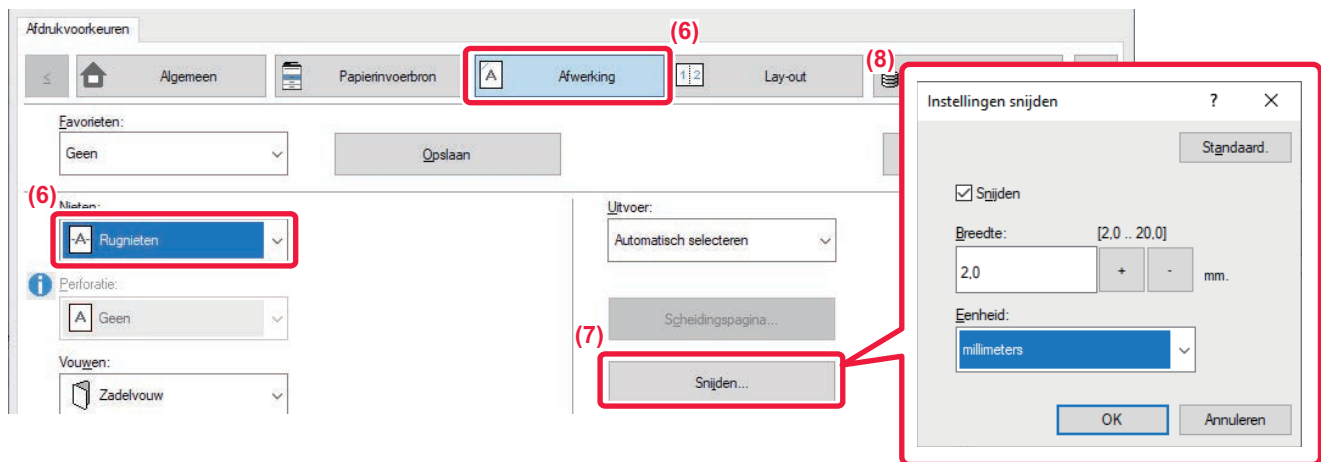 Afdrukvoorkeuren
(6)
(8)
≤ Algemeen Papierinvoerbron A Afwerking 1 2 Lay-out
Favorieten:
Geen Opslaan
(6)
Nieten:
-A- Rugnieten
Perforatie:
A Geen
Vouwen:
Zadelvouw
Uitvoer:
Automatisch selecteren
Scheidingspagina...
(7)
Snijden...
Instellingen snijden ? ×
Standaard.
Snijden
Breedte: [2,0 .. 20,0]
2,0 + - mm.
Eenheid:
millimeters
OK Annuleren